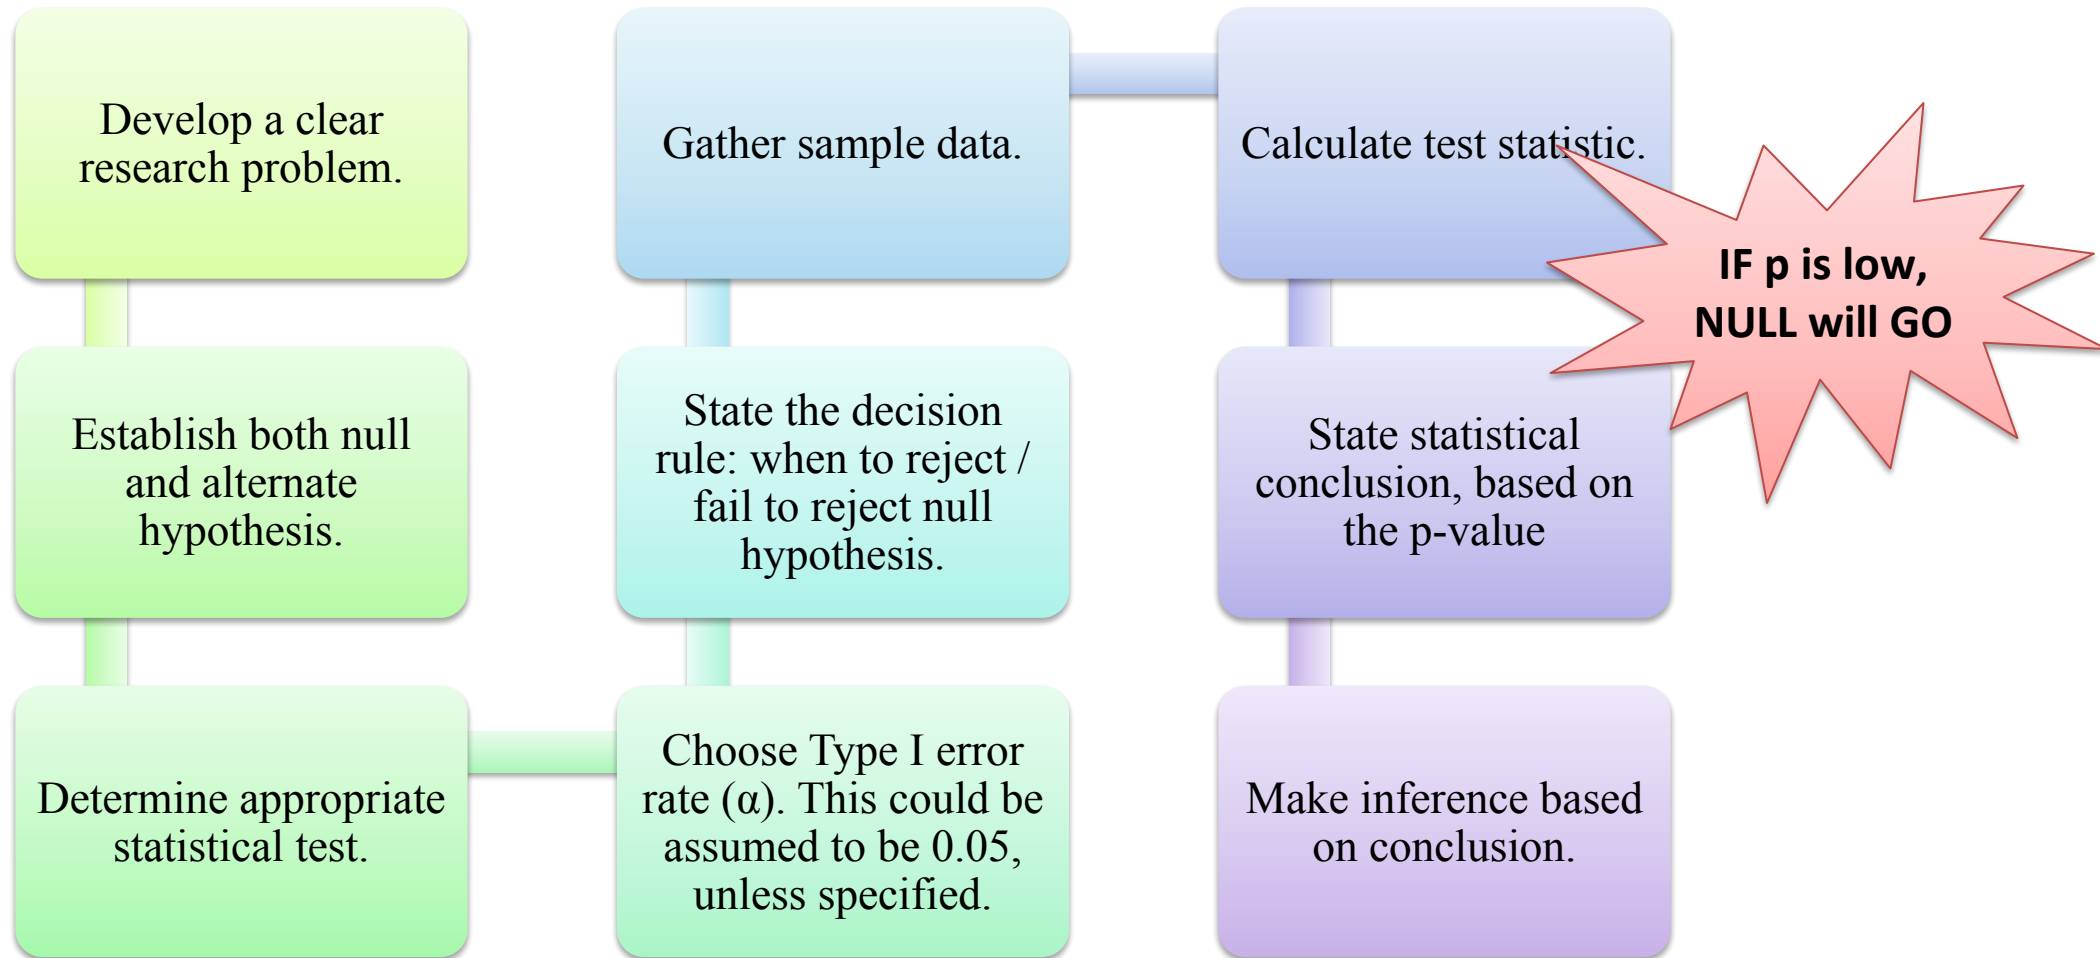 Develop a clear
research problem.
Establish both null
and alternate
hypothesis.
Determine appropriate
statistical test.
Choose Type I error
rate (α). This could be
assumed to be 0.05,
unless specified.
State the decision
rule: when to reject /
fail to reject null
hypothesis.
Gather sample data.
Calculate test statistic.
State statistical
conclusion, based on
the p-value
Make inference based
on conclusion.
IF p is low,
NULL will GO